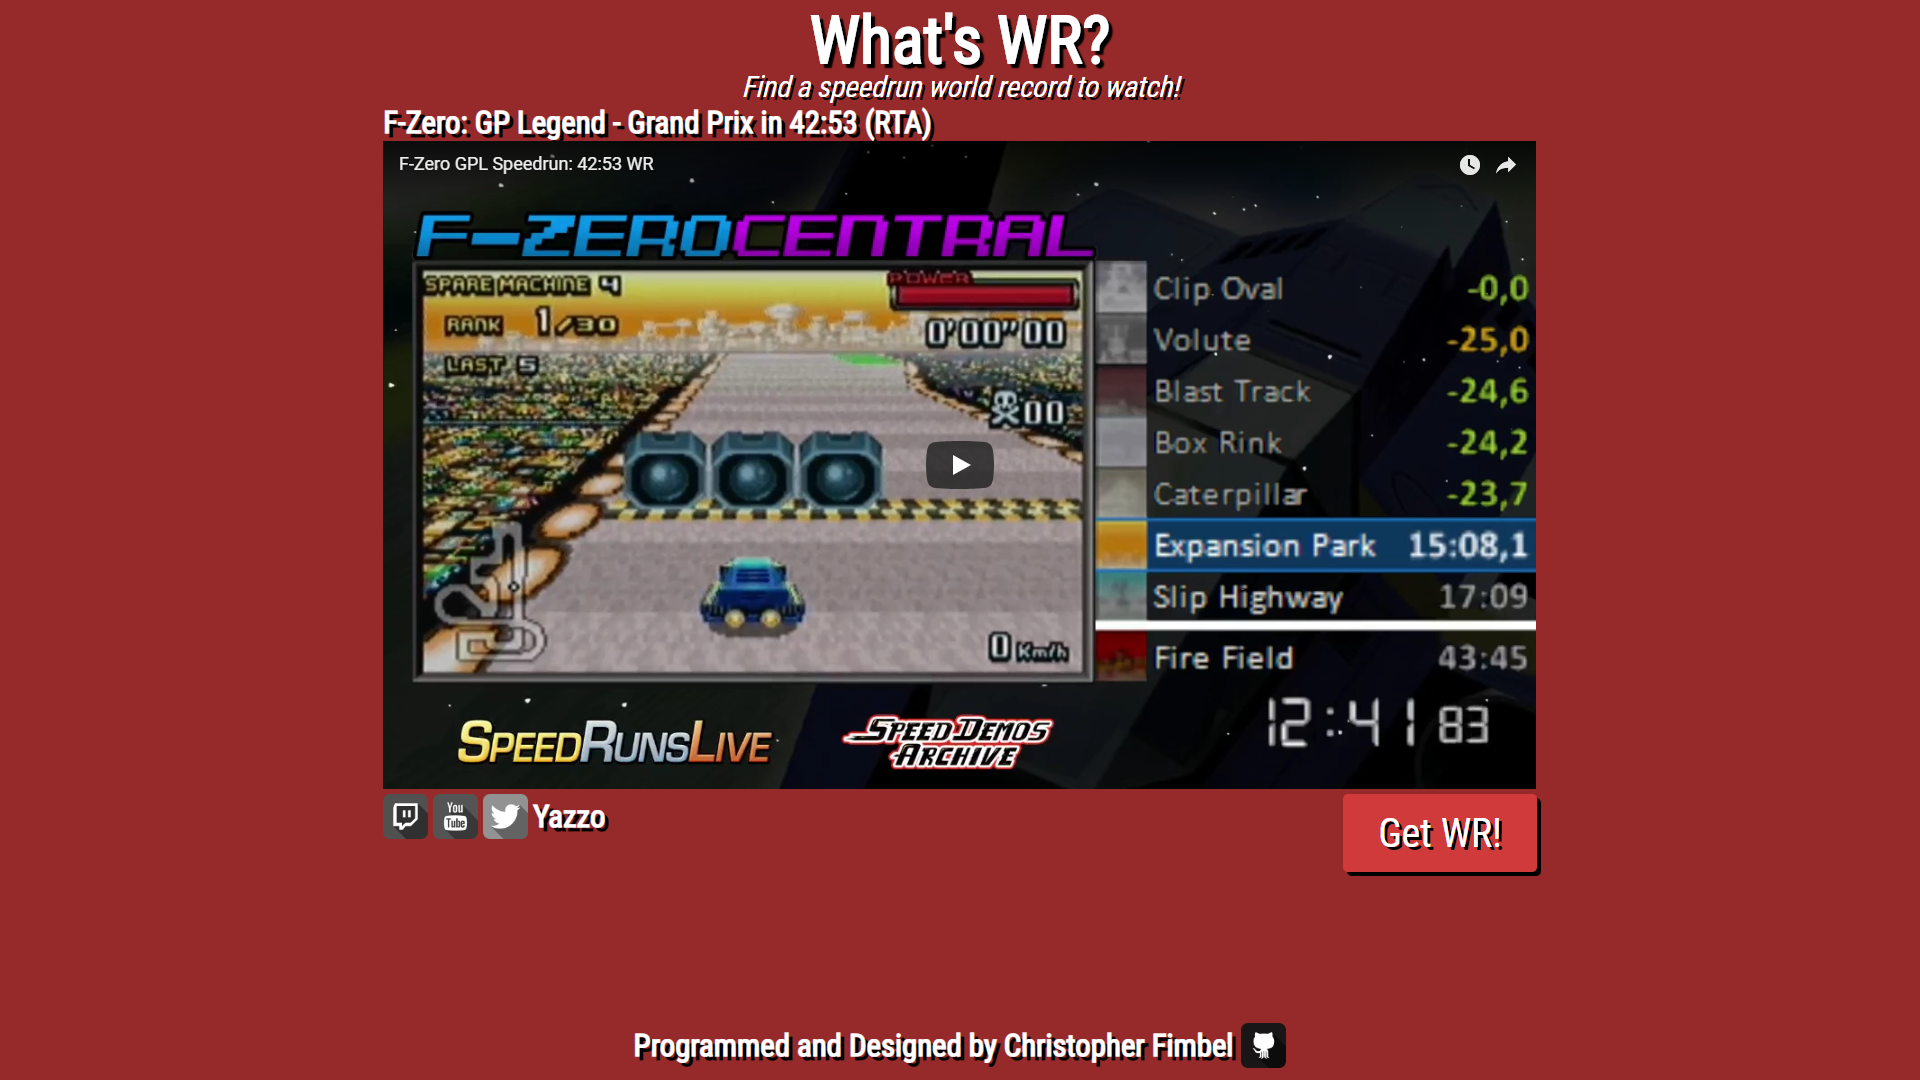 What's WR?
Find a speedrun world record to watch!
F-Zero: GP Legend - Grand Prix in 42:53 (RTA)
F-Zero GPL Speedrun: 42:53 WR
F-ZEROCENTRAL
SPARE MACHINE 4
POWER
RANK 1/30
0'00"00
LAST 5
00
0 Km/h
Clip Oval -0,0
Volute -25,0
Blast Track -24,6
Box Rink -24,2
Caterpillar -23,7
Expansion Park 15:08,1
Slip Highway 17:09
Fire Field 43:45
12:41 83
SPEEDRUNSLIVE
SPEED DEMOS
ARCHIVE
You
Tube
Yazzo
Get WR!
Programmed and Designed by Christopher Fimbel